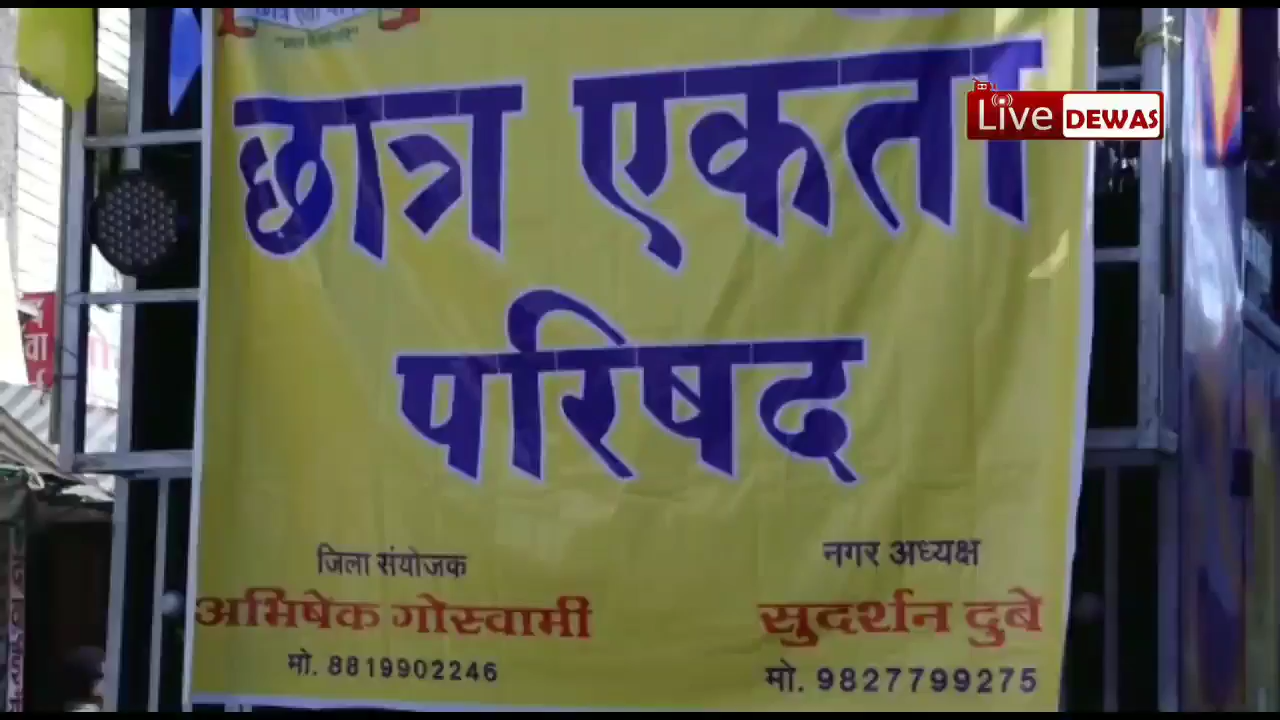 छात्र एकता
Live DEWAS
परिषद
जिला संयोजक
अभिषेक गोस्वामी
मो. 8819902246
नगर अध्यक्ष
सुदर्शन दुबे
मो. 9827799275